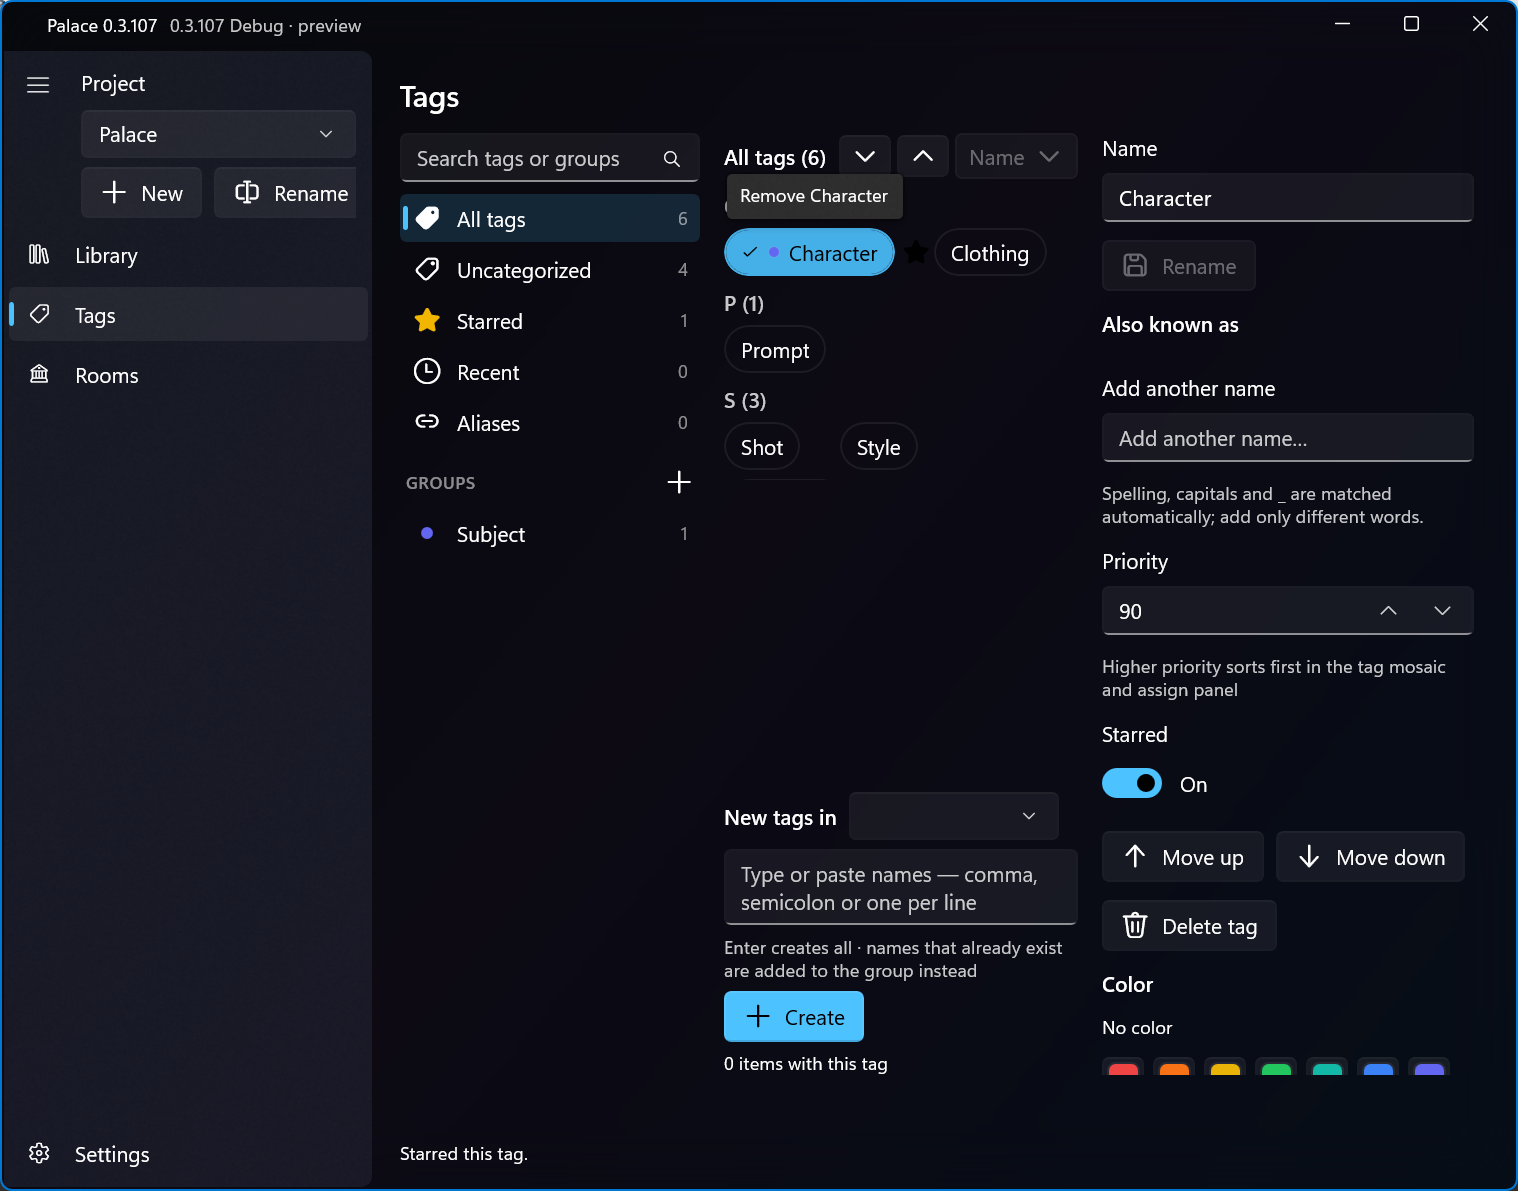 Palace 0.3.107 0.3.107 Debug · preview
Project
Palace
New
Rename
Library
Tags
Rooms
Settings
Tags
Search tags or groups
All tags 6
Uncategorized 4
Starred 1
Recent 0
Aliases 0
GROUPS
Subject 1
All tags (6)
Name
Remove Character
Character
Clothing
P (1)
Prompt
S (3)
Shot
Style
New tags in
Type or paste names — comma,
semicolon or one per line
Enter creates all · names that already exist
are added to the group instead
Create
0 items with this tag
Starred this tag.
Name
Character
Rename
Also known as
Add another name
Add another name...
Spelling, capitals and _ are matched
automatically; add only different words.
Priority
90
Higher priority sorts first in the tag mosaic
and assign panel
Starred
On
Move up
Move down
Delete tag
Color
No color